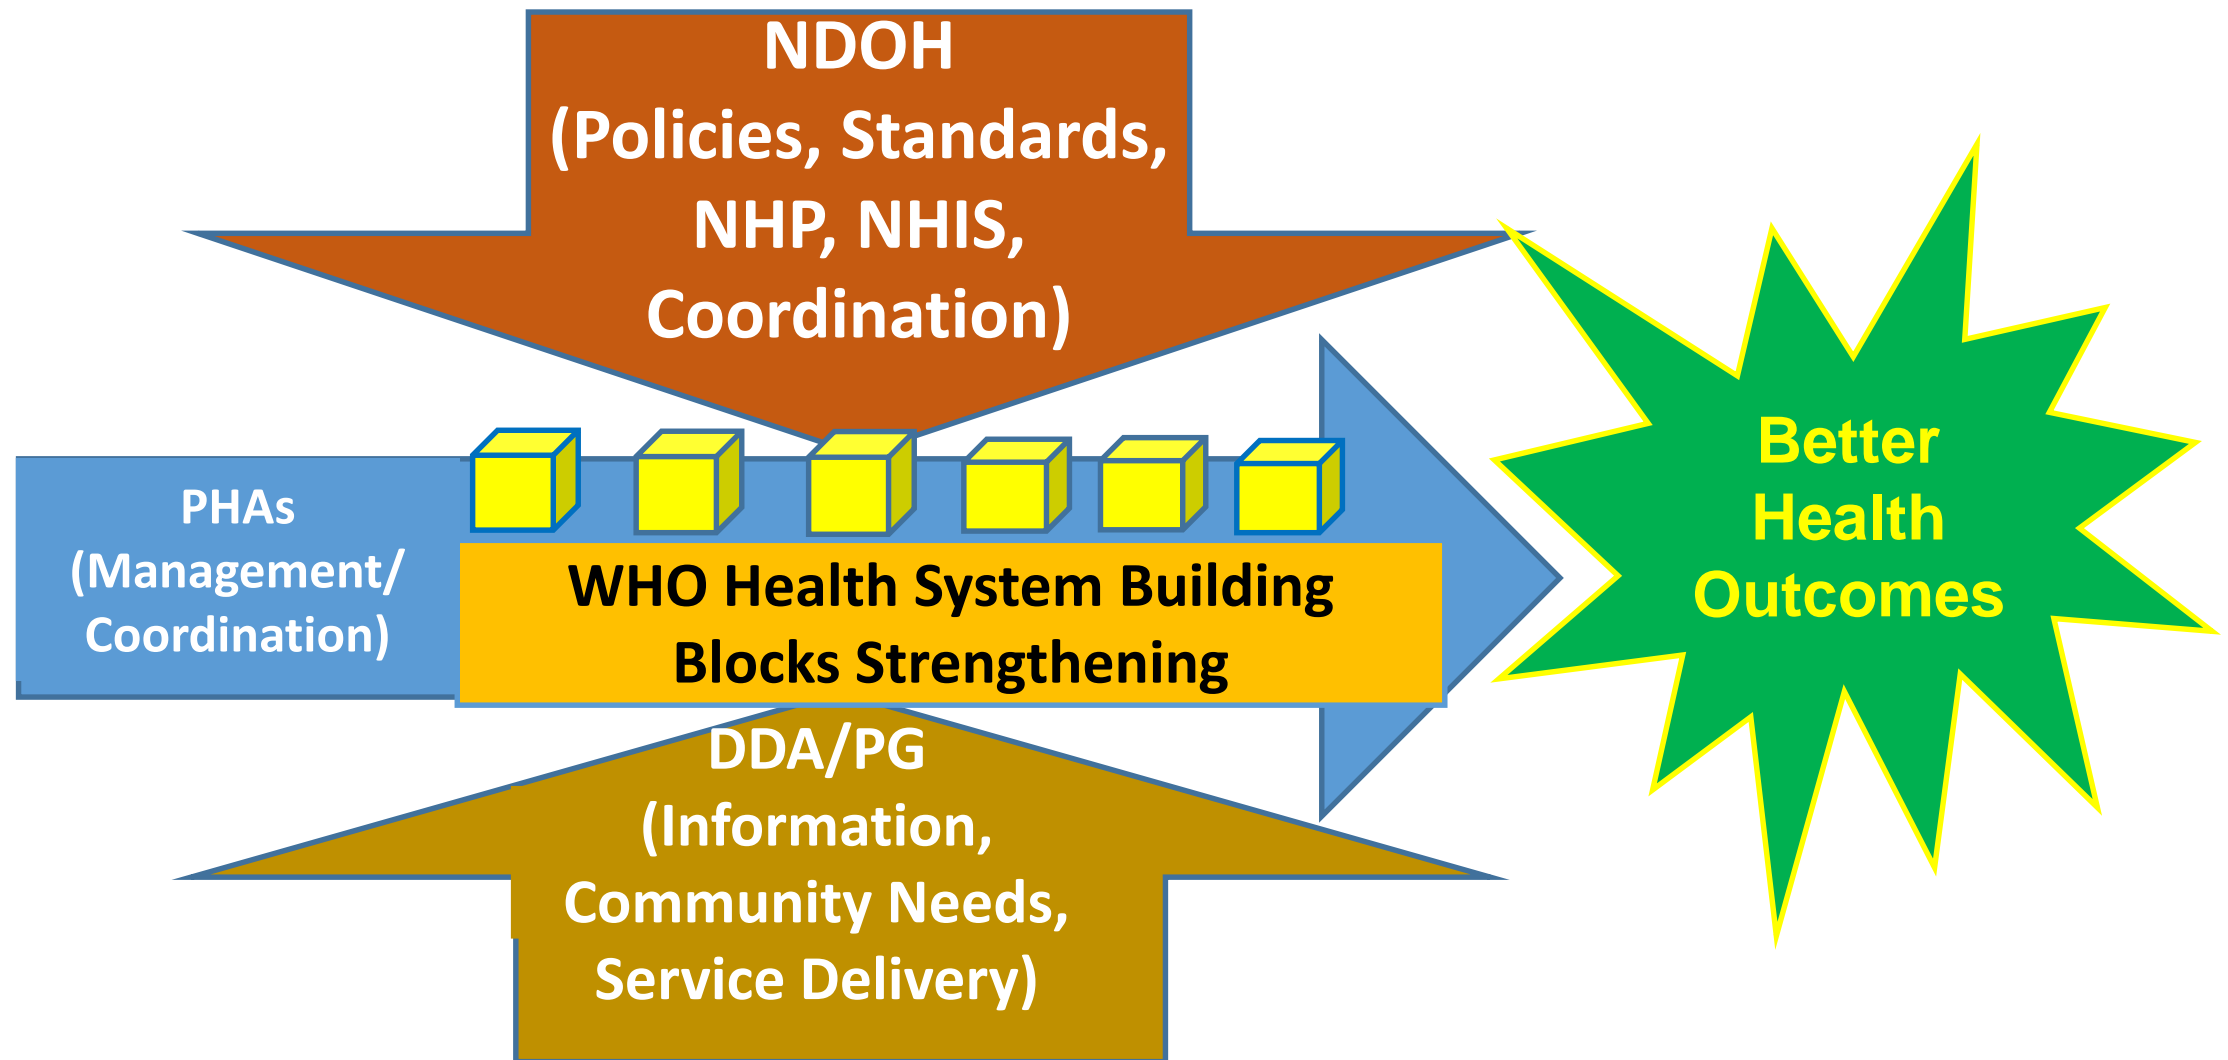 NDOH
(Policies, Standards,
NHP, NHIS,
Coordination)
PHAs
(Management/
Coordination)
WHO Health System Building
Blocks Strengthening
DDA/PG
(Information,
Community Needs,
Service Delivery)
Better
Health
Outcomes